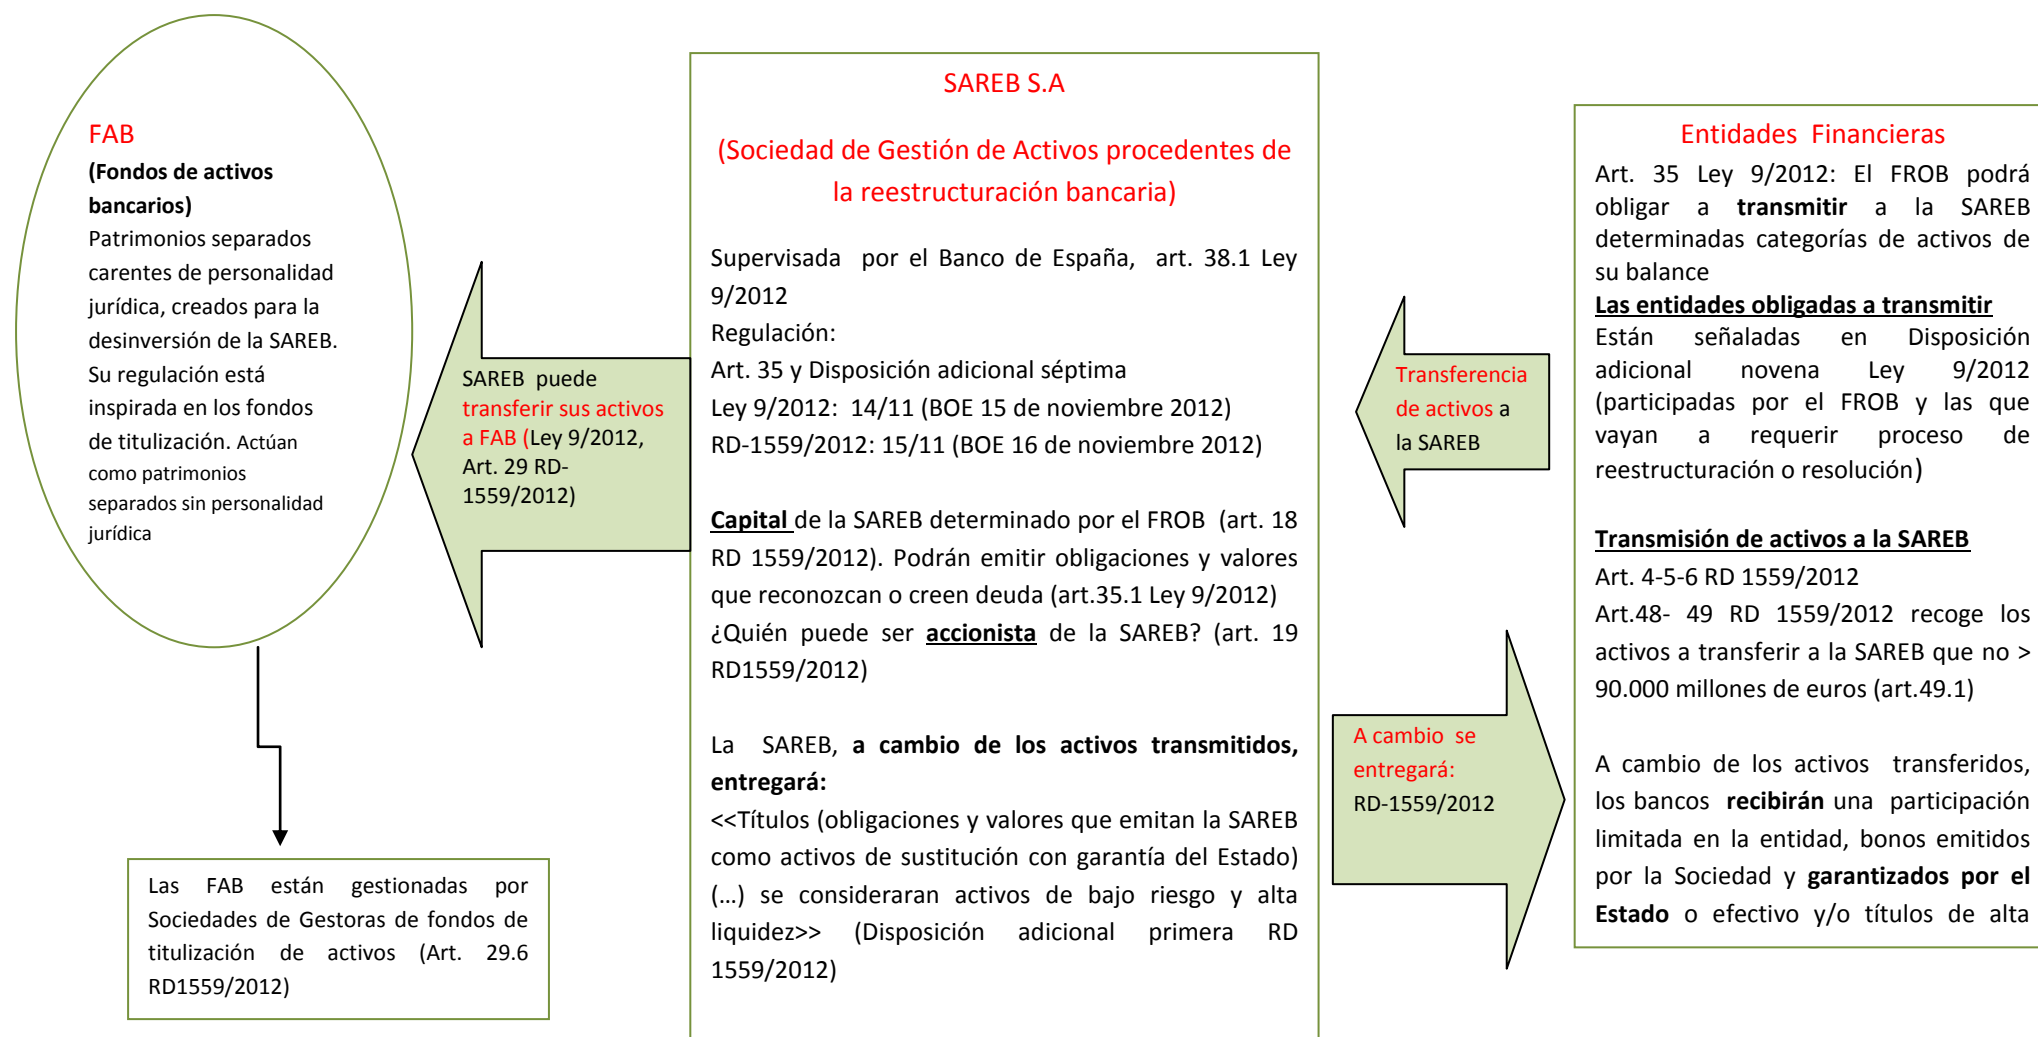 FAB
(Fondos de activos
bancarios)
Patrimonios separados
carentes de personalidad
jurídica, creados para la
desinversión de la SAREB.
Su regulación está
inspirada en los fondos
de titulización. Actúan
como patrimonios
separados sin personalidad
jurídica
Las FAB están gestionadas por
Sociedades de Gestoras de fondos de
titulización de activos (Art. 29.6
RD1559/2012)
SAREB puede
transferir sus activos
a FAB (Ley 9/2012,
Art. 29 RD-
1559/2012)
SAREB S.A
(Sociedad de Gestión de Activos procedentes de
la reestructuración bancaria)
Supervisada por el Banco de España, art. 38.1 Ley
9/2012
Regulación:
Art. 35 y Disposición adicional séptima
Ley 9/2012: 14/11 (BOE 15 de noviembre 2012)
RD-1559/2012: 15/11 (BOE 16 de noviembre 2012)
Capital de la SAREB determinado por el FROB (art. 18
RD 1559/2012). Podrán emitir obligaciones y valores
que reconozcan o creen deuda (art.35.1 Ley 9/2012)
¿Quién puede ser accionista de la SAREB? (art. 19
RD1559/2012)
La SAREB, a cambio de los activos transmitidos,
entregará:
<<Títulos (obligaciones y valores que emitan la SAREB
como activos de sustitución con garantía del Estado)
(…) se consideraran activos de bajo riesgo y alta
liquidez>> (Disposición adicional primera RD
1559/2012)
Transferencia
de activos a
la SAREB
A cambio se
entregará:
RD-1559/2012
Entidades Financieras
Art. 35 Ley 9/2012: El FROB podrá
obligar a transmitir a la SAREB
determinadas categorías de activos de
su balance
Las entidades obligadas a transmitir
Están señaladas en Disposición
adicional novena Ley 9/2012
(participadas por el FROB y las que
vayan a requerir proceso de
reestructuración o resolución)
Transmisión de activos a la SAREB
Art. 4-5-6 RD 1559/2012
Art.48- 49 RD 1559/2012 recoge los
activos a transferir a la SAREB que no >
90.000 millones de euros (art.49.1)
A cambio de los activos transferidos,
los bancos recibirán una participación
limitada en la entidad, bonos emitidos
por la Sociedad y garantizados por el
Estado o efectivo y/o títulos de alta